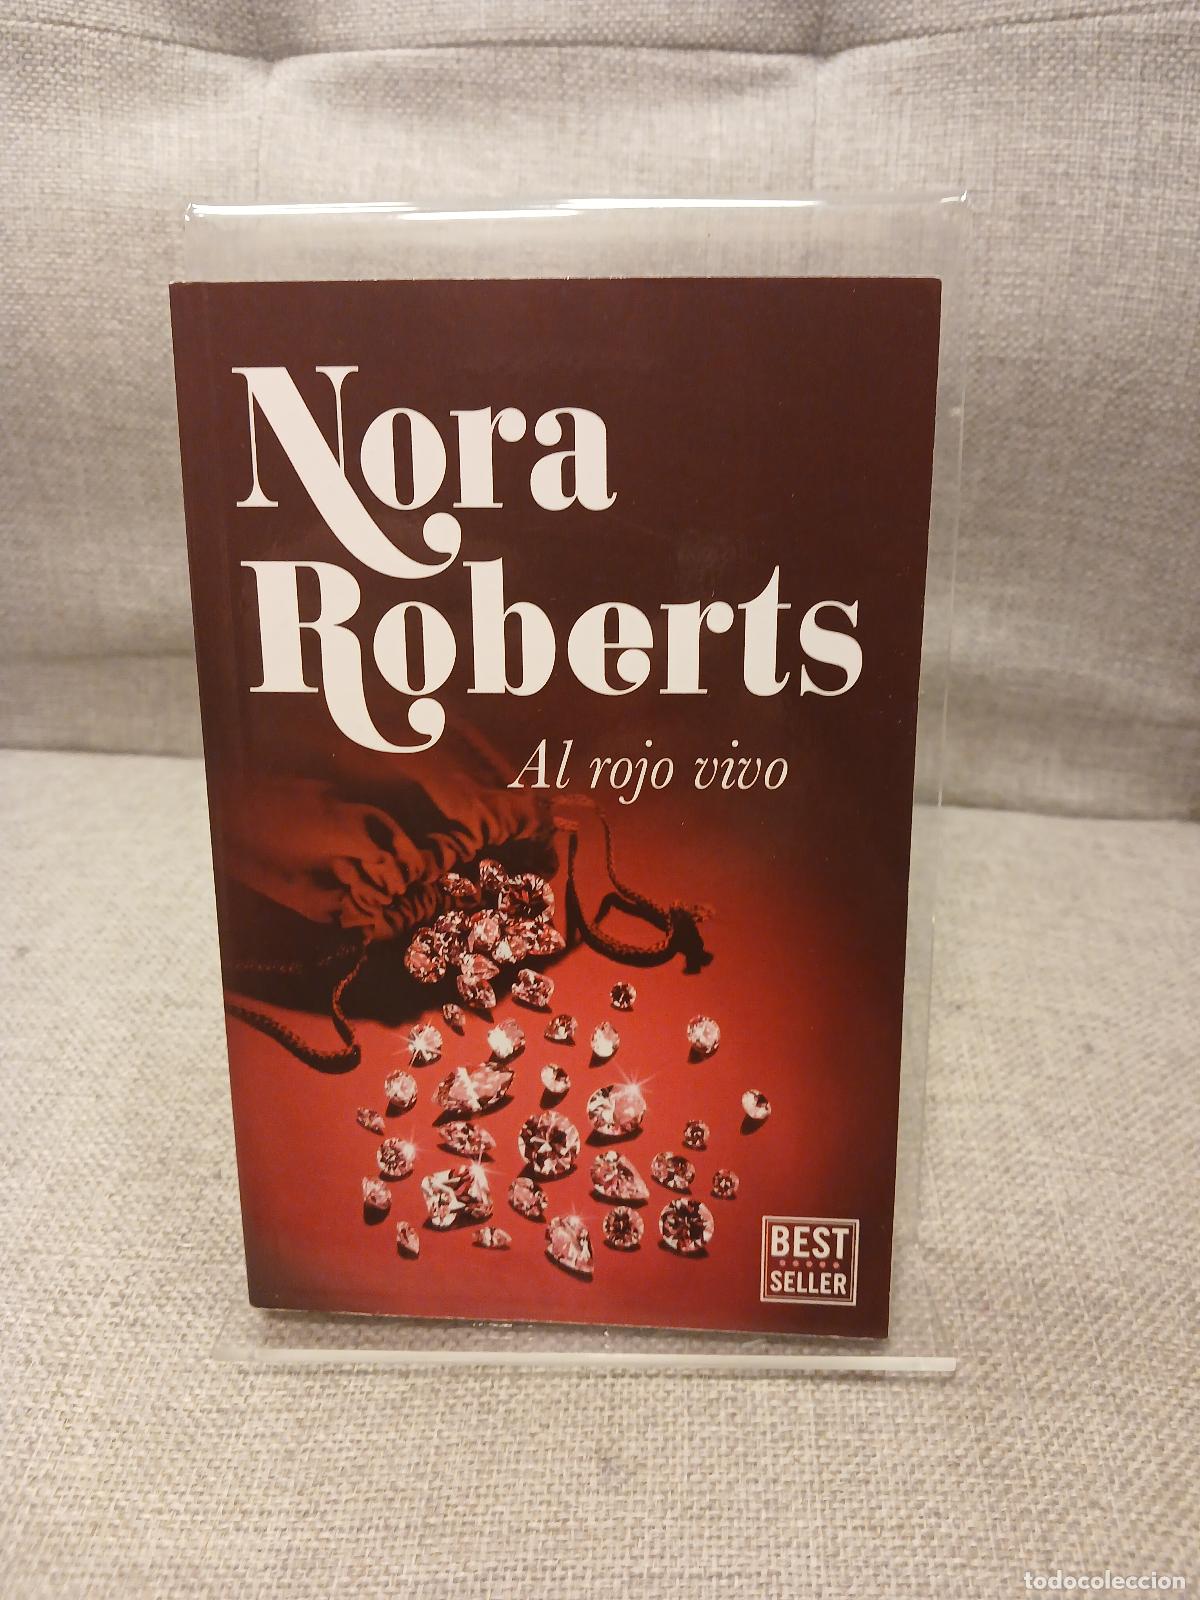 Nora
Roberts
Al rojo vivo
BEST
SELLER
todocoleccion